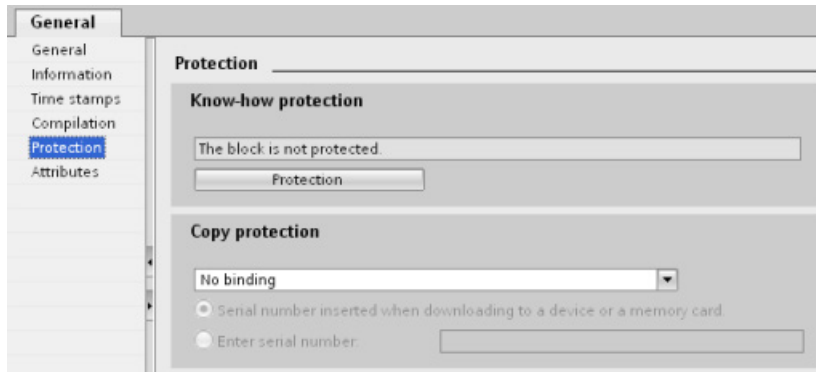 General
General
Information
Time stamps
Compilation
Protection
Attributes
Protection
Know-how protection
The block is not protected.
Protection
Copy protection
No binding
Serial number inserted when downloading to a device or a memory card.
Enter serial number: